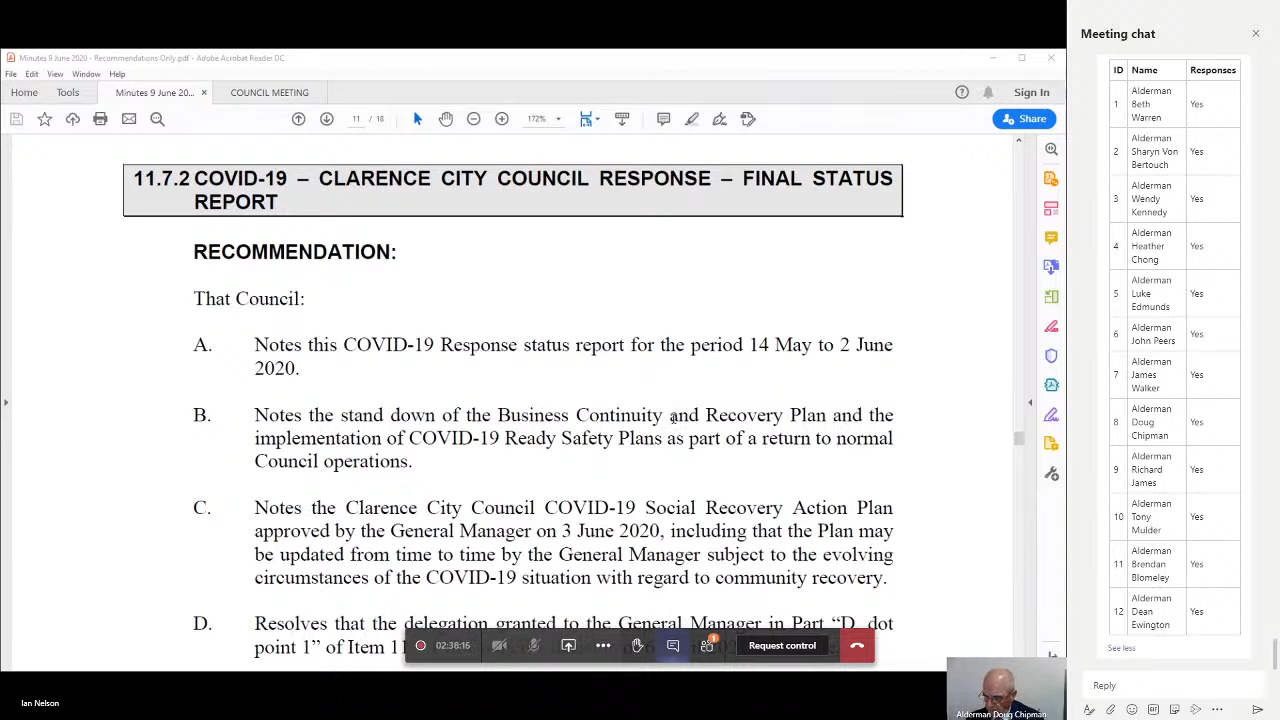 Minutes 9 June 2020 - Recommendations Only.pdf - Adobe Acrobat Reader DC
File Edit View Window Help
Home Tools Minutes 9 June 20... × COUNCIL MEETING Sign In
11 / 18 172% Share
11.7.2 COVID-19 – CLARENCE CITY COUNCIL RESPONSE – FINAL STATUS
REPORT
RECOMMENDATION:
That Council:
A. Notes this COVID-19 Response status report for the period 14 May to 2 June
2020.
B. Notes the stand down of the Business Continuity and Recovery Plan and the
implementation of COVID-19 Ready Safety Plans as part of a return to normal
Council operations.
C. Notes the Clarence City Council COVID-19 Social Recovery Action Plan
approved by the General Manager on 3 June 2020, including that the Plan may
be updated from time to time by the General Manager subject to the evolving
circumstances of the COVID-19 situation with regard to community recovery.
D. Resolves that the delegation granted to the General Manager in Part “D, dot
point 1” of Item 11
02:38:16 1 Request control
Ian Nelson
Alderman Doug Chipman
Meeting chat
ID Name Responses
1 Alderman Beth Warren Yes
2 Alderman Sharyn Von Bertouch Yes
3 Alderman Wendy Kennedy Yes
4 Alderman Heather Chong Yes
5 Alderman Luke Edmunds Yes
6 Alderman John Peers Yes
7 Alderman James Walker Yes
8 Alderman Doug Chipman Yes
9 Alderman Richard James Yes
10 Alderman Tony Mulder Yes
11 Alderman Brendan Blomeley Yes
12 Alderman Dean Ewington Yes
See less
Reply